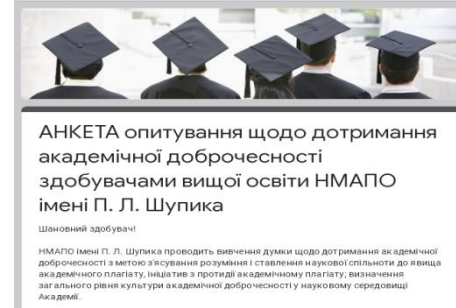 АНКЕТА опитування щодо дотримання
академічної доброчесності
здобувачами вищої освіти НМАПО
імені П. Л. Шупика
Шановний здобувач!
НМАПО імені П. Л. Шупика проводить вивчення думки щодо дотримання академічної
доброчесності з метою з'ясування розуміння і ставлення наукової спільноти до явища
академічного плагіату, ініціатив з протидії академічному плагіату; визначення
загального рівня культури академічної доброчесності у науковому середовищі
Академії.